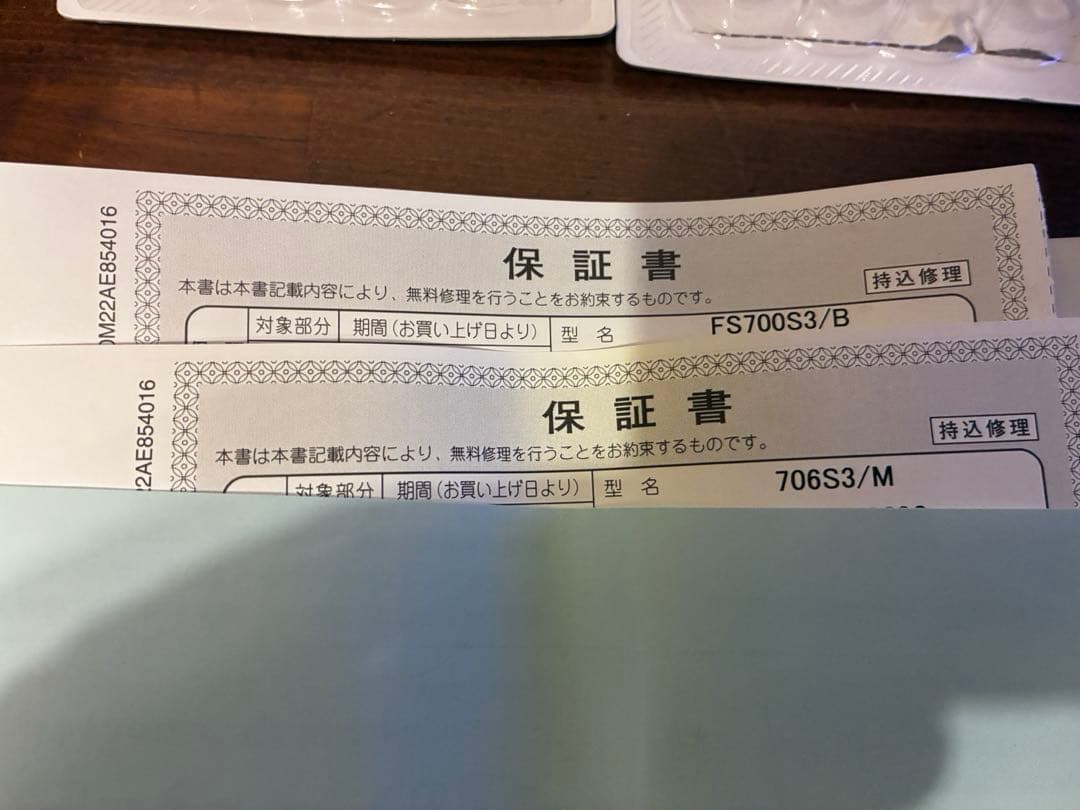 DM22AE854016
保証書
持込修理
本書は本書記載内容により、無料修理を行うことをお約束するものです。
対象部分 期間(お買い上げ日より) 型名 FS700S3/B
22AE854016
保証書
持込修理
本書は本書記載内容により、無料修理を行うことをお約束するものです。
対象部分 期間(お買い上げ日より) 型名 706S3/M